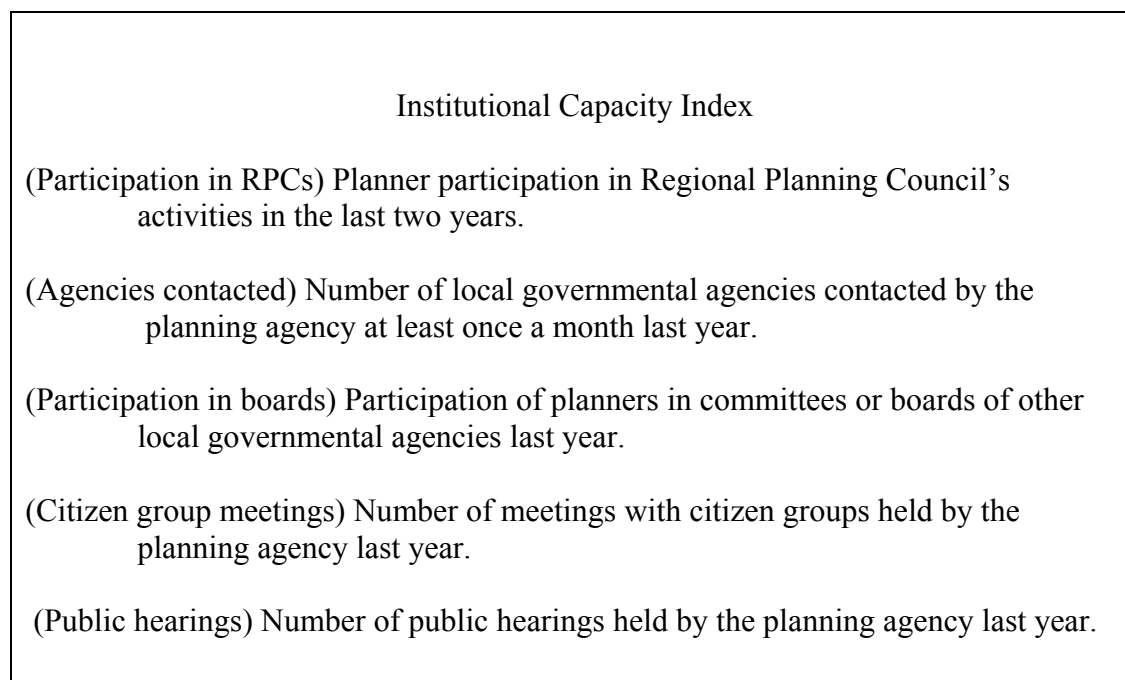 Institutional Capacity Index
(Participation in RPCs) Planner participation in Regional Planning Council’s
activities in the last two years.
(Agencies contacted) Number of local governmental agencies contacted by the
planning agency at least once a month last year.
(Participation in boards) Participation of planners in committees or boards of other
local governmental agencies last year.
(Citizen group meetings) Number of meetings with citizen groups held by the
planning agency last year.
(Public hearings) Number of public hearings held by the planning agency last year.